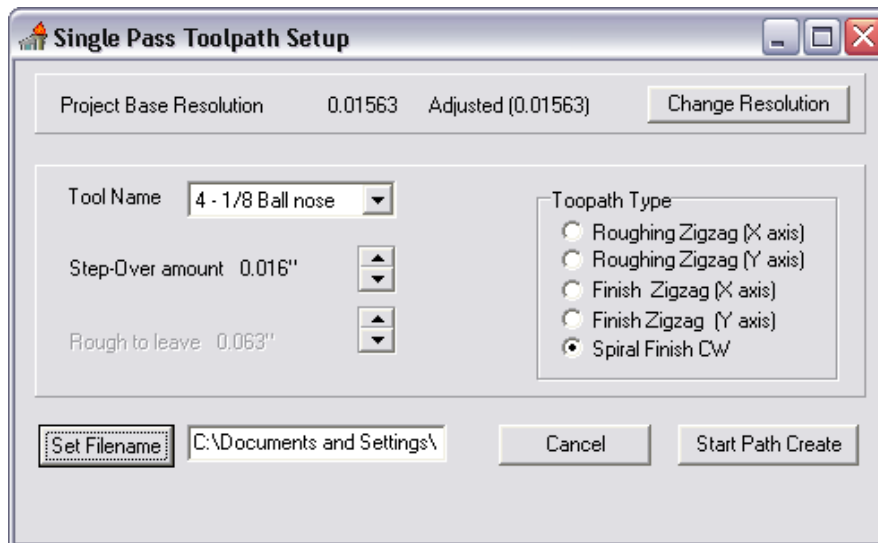 Single Pass Toolpath Setup
Project Base Resolution 0.01563 Adjusted (0.01563) Change Resolution
Tool Name 4 - 1/8 Ball nose
Step-Over amount 0.016"
Rough to leave 0.063"
Toopath Type
Roughing Zigzag (X axis)
Roughing Zigzag (Y axis)
Finish Zigzag (X axis)
Finish Zigzag (Y axis)
Spiral Finish CW
Set Filename C:\Documents and Settings\ Cancel Start Path Create